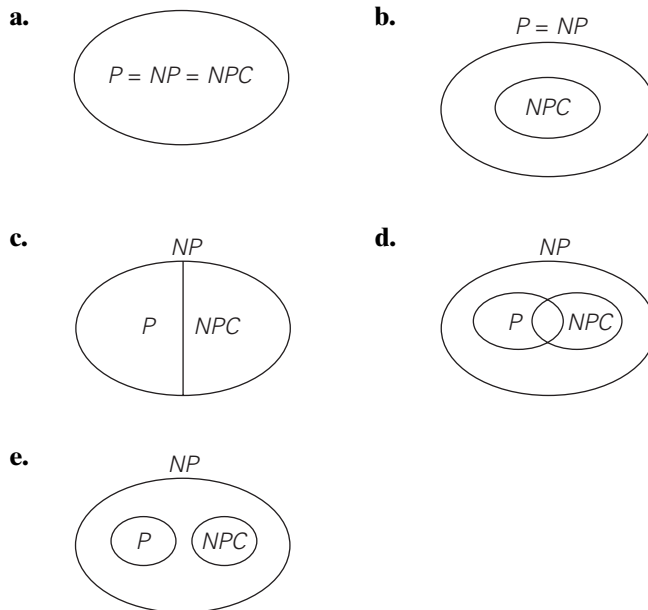 a.
P = NP = NPC
b.
P = NP
NPC
c.
NP
P NPC
d.
NP
P NPC
e.
NP
P NPC